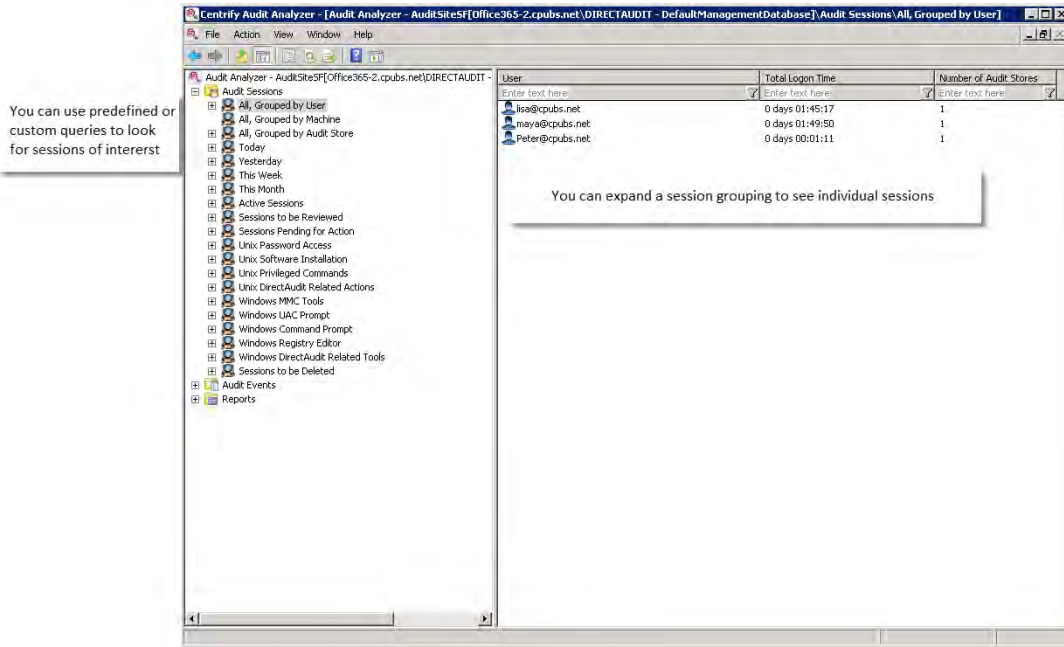 Centrify Audit Analyzer - [Audit Analyzer - AuditSiteSF[Office365-2.cpubs.net\DIRECTAUDIT - DefaultManagementDatabase]\Audit Sessions\All, Grouped by User]
File Action View Window Help
Audit Analyzer - AuditSiteSF[Office365-2.cpubs.net\DIRECTAUDIT -
Audit Sessions
All, Grouped by User
All, Grouped by Machine
All, Grouped by Audit Store
Today
Yesterday
This Week
This Month
Active Sessions
Sessions to be Reviewed
Sessions Pending for Action
Unix Password Access
Unix Software Installation
Unix Privileged Commands
Unix DirectAudit Related Actions
Windows MMC Tools
Windows UAC Prompt
Windows Command Prompt
Windows Registry Editor
Windows DirectAudit Related Tools
Sessions to be Deleted
Audit Events
Reports
You can use predefined or
custom queries to look
for sessions of intererst
User Total Logon Time Number of Audit Stores
Enter text here Enter text here Enter text here
lisa@cpubs.net 0 days 01:45:17 1
maya@cpubs.net 0 days 01:49:50 1
Peter@cpubs.net 0 days 00:01:11 1
You can expand a session grouping to see individual sessions